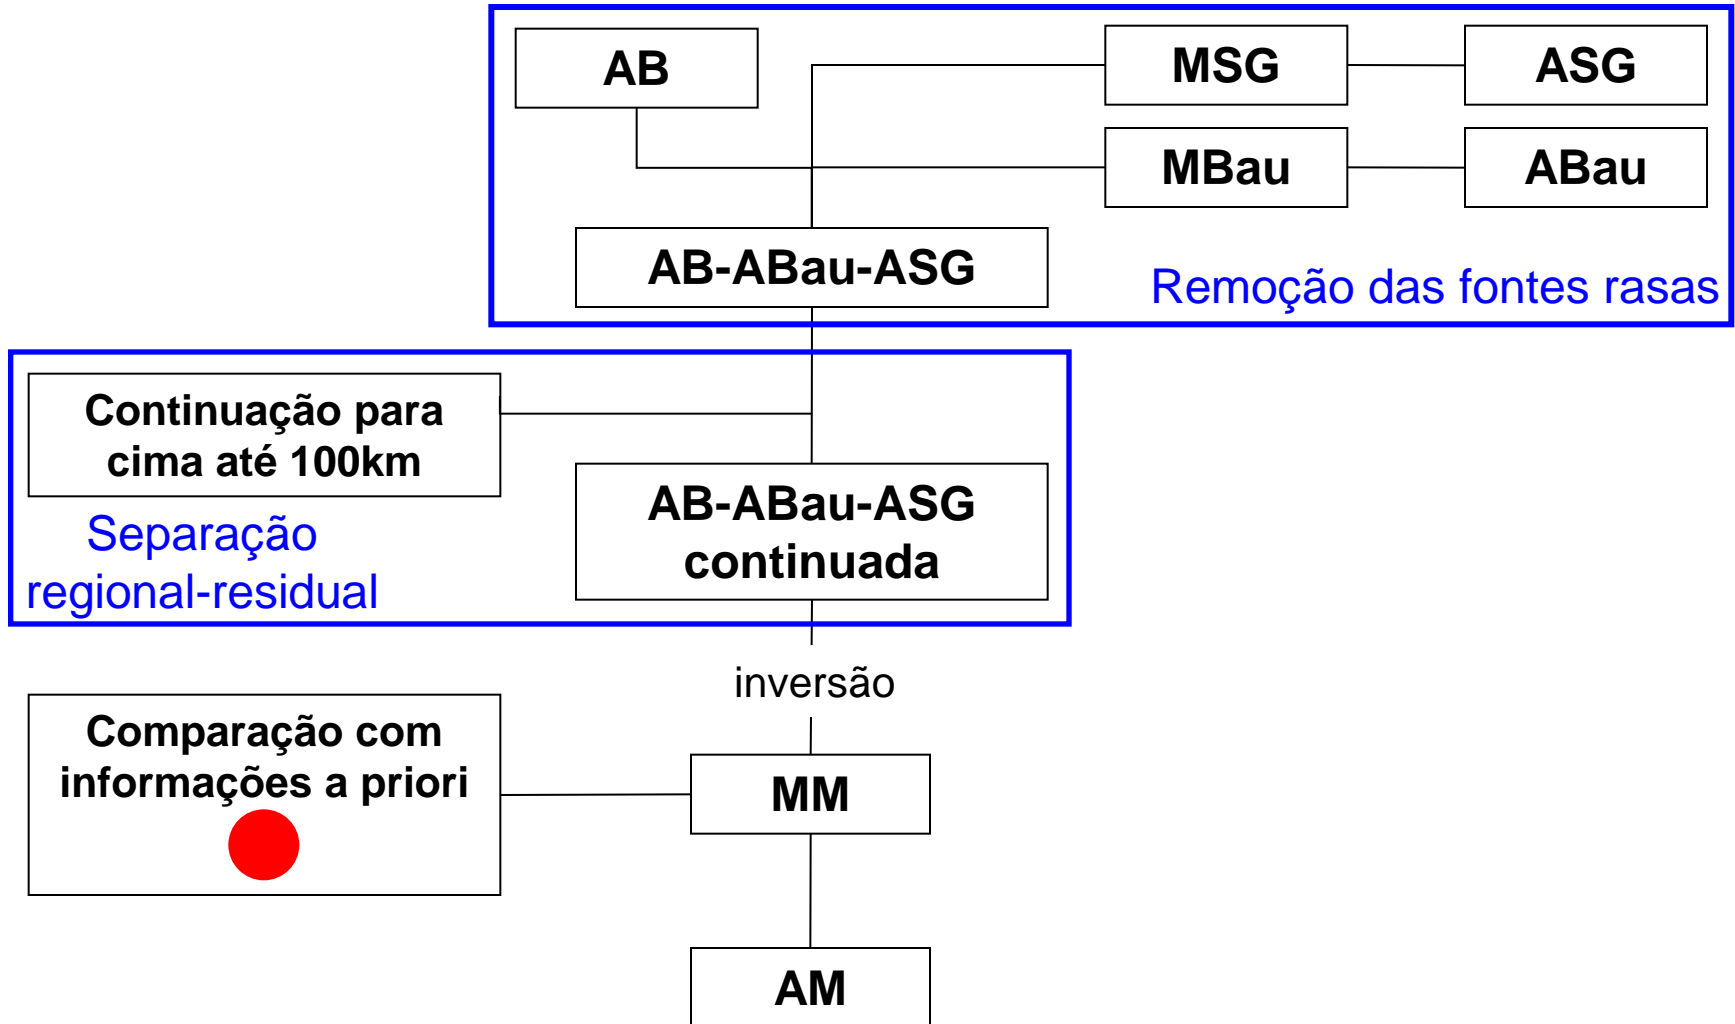 AB
MSG
ASG
MBau
ABau
AB-ABau-ASG
Remoção das fontes rasas
Continuação para
cima até 100km
AB-ABau-ASG
continuada
Separação
regional-residual
inversão
Comparação com
informações a priori
MM
AM